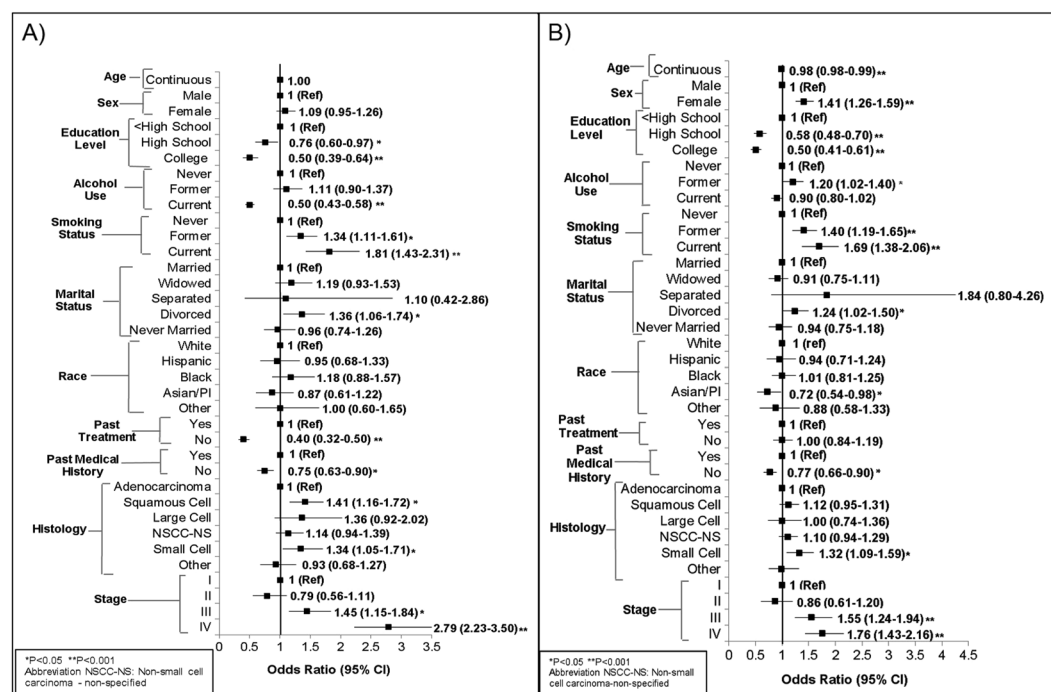 A)
Age
Continuous 1.00
Sex
Male 1 (Ref)
Female 1.09 (0.95-1.26)
Education Level
<High School 1 (Ref)
High School 0.76 (0.60-0.97) *
College 0.50 (0.39-0.64) **
Alcohol Use
Never 1 (Ref)
Former 1.11 (0.90-1.37)
Current 0.50 (0.43-0.58) **
Smoking Status
Never 1 (Ref)
Former 1.34 (1.11-1.61) *
Current 1.81 (1.43-2.31) **
Marital Status
Married 1 (Ref)
Widowed 1.19 (0.93-1.53)
Separated 1.10 (0.42-2.86)
Divorced 1.36 (1.06-1.74) *
Never Married 0.96 (0.74-1.26)
Race
White 1 (Ref)
Hispanic 0.95 (0.68-1.33)
Black 1.18 (0.88-1.57)
Asian/PI 0.87 (0.61-1.22)
Other 1.00 (0.60-1.65)
Past Treatment
Yes 1 (Ref)
No 0.40 (0.32-0.50) **
Past Medical History
Yes 1 (Ref)
No 0.75 (0.63-0.90) *
Histology
Adenocarcinoma 1 (Ref)
Squamous Cell 1.41 (1.16-1.72) *
Large Cell 1.36 (0.92-2.02)
NSCC-NS 1.14 (0.94-1.39)
Small Cell 1.34 (1.05-1.71) *
Other 0.93 (0.68-1.27)
Stage
I 1 (Ref)
II 0.79 (0.56-1.11)
III 1.45 (1.15-1.84) *
IV 2.79 (2.23-3.50) **
0 0.5 1 1.5 2 2.5 3 3.5
Odds Ratio (95% CI)
*P<0.05 **P<0.001
Abbreviation NSCC-NS: Non-small cell
carcinoma - non-specified
B)
Age
Continuous 0.98 (0.98-0.99) **
Sex
Male 1 (Ref)
Female 1.41 (1.26-1.59) **
Education Level
<High School 1 (Ref)
High School 0.58 (0.48-0.70) **
College 0.50 (0.41-0.61) **
Alcohol Use
Never 1 (Ref)
Former 1.20 (1.02-1.40) *
Current 0.90 (0.80-1.02)
Smoking Status
Never 1 (Ref)
Former 1.40 (1.19-1.65) **
Current 1.69 (1.38-2.06) **
Marital Status
Married 1 (Ref)
Widowed 0.91 (0.75-1.11)
Separated 1.84 (0.80-4.26)
Divorced 1.24 (1.02-1.50) *
Never Married 0.94 (0.75-1.18)
Race
White 1 (ref)
Hispanic 0.94 (0.71-1.24)
Black 1.01 (0.81-1.25)
Asian/PI 0.72 (0.54-0.98) *
Other 0.88 (0.58-1.33)
Past Treatment
Yes 1 (Ref)
No 1.00 (0.84-1.19)
Past Medical History
Yes 1 (Ref)
No 0.77 (0.66-0.90) *
Histology
Adenocarcinoma 1 (Ref)
Squamous Cell 1.12 (0.95-1.31)
Large Cell 1.00 (0.74-1.36)
NSCC-NS 1.10 (0.94-1.29)
Small Cell 1.32 (1.09-1.59) *
Other
Stage
I 1 (Ref)
II 0.86 (0.61-1.20)
III 1.55 (1.24-1.94) **
IV 1.76 (1.43-2.16) **
0 0.5 1 1.5 2 2.5 3 3.5 4 4.5
Odds Ratio (95% CI)
*P<0.05 **P<0.001
Abbreviation NSCC-NS: Non-small
cell carcinoma-non-specified